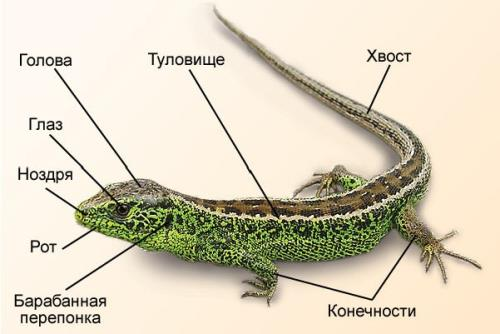 Голова
Туловище
Хвост
Глаз
Ноздря
Рот
Барабанная
перепонка
Конечности